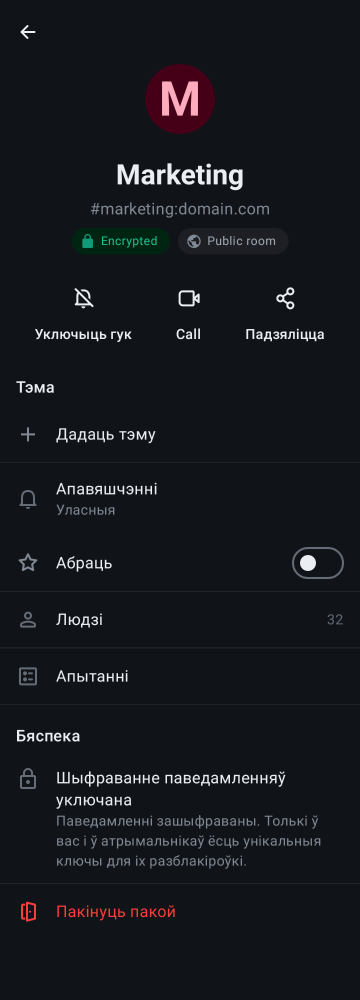 M
Marketing
#marketing:domain.com
Encrypted
Public room
Уключыць гук
Call
Падзяліцца
Тэма
Дадаць тэму
Апавяшчэнні
Уласныя
Абраць
Людзі
32
Апытанні
Бяспека
Шыфраванне паведамленняў
уключана
Паведамленні зашыфраваны. Толькі ў
вас і ў атрымальнікаў ёсць унікальныя
ключы для іх разблакіроўкі.
Пакінуць пакой